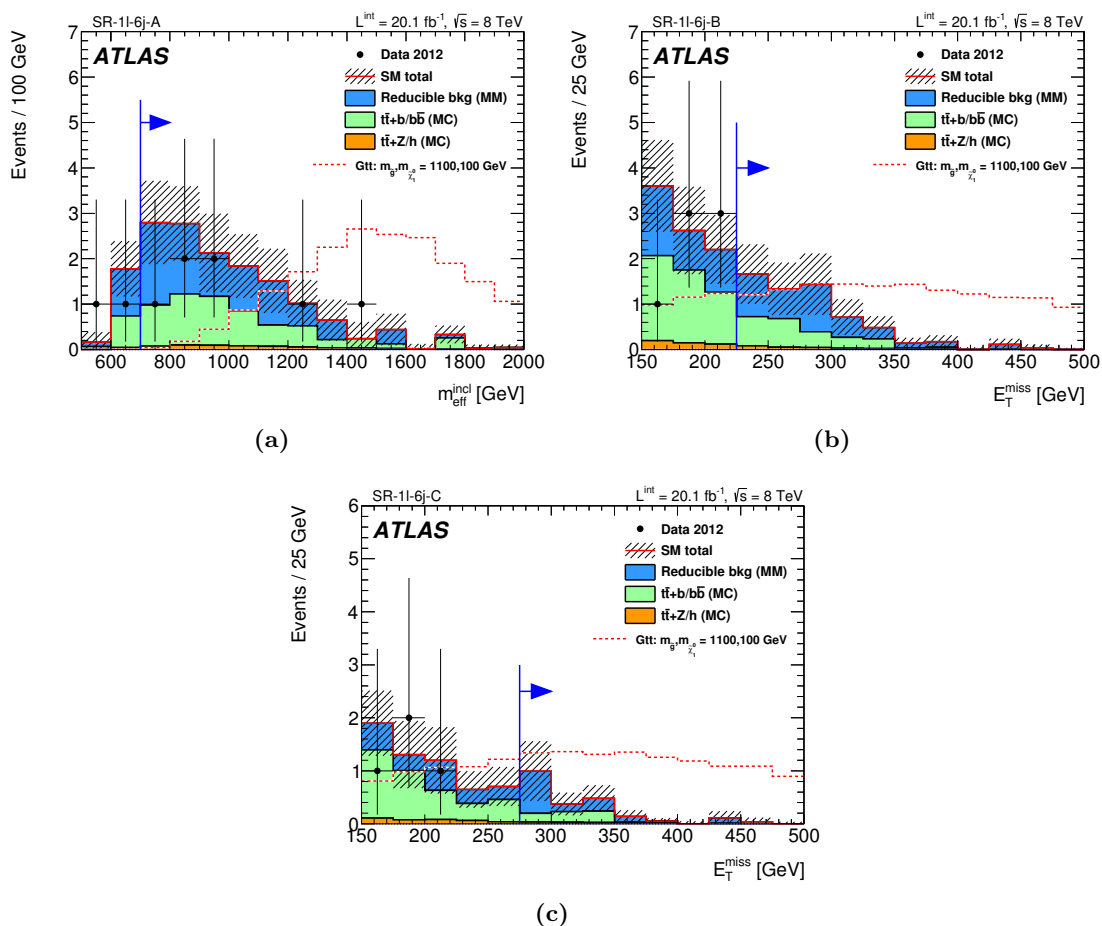 SR-1l-6j-A
L^int = 20.1 fb^-1, √s = 8 TeV
Events / 100 GeV
7
6
5
4
3
2
1
0
ATLAS
Data 2012
SM total
Reducible bkg (MM)
tt̄+b/bb̄ (MC)
tt̄+Z/h (MC)
Gtt: m_g̃,m_χ̃₁⁰ = 1100,100 GeV
600 800 1000 1200 1400 1600 1800 2000
m_eff^incl [GeV]
(a)
SR-1l-6j-B
L^int = 20.1 fb^-1, √s = 8 TeV
Events / 25 GeV
7
6
5
4
3
2
1
0
ATLAS
Data 2012
SM total
Reducible bkg (MM)
tt̄+b/bb̄ (MC)
tt̄+Z/h (MC)
Gtt: m_g̃,m_χ̃₁⁰ = 1100,100 GeV
150 200 250 300 350 400 450 500
E_T^miss [GeV]
(b)
SR-1l-6j-C
L^int = 20.1 fb^-1, √s = 8 TeV
Events / 25 GeV
6
5
4
3
2
1
0
ATLAS
Data 2012
SM total
Reducible bkg (MM)
tt̄+b/bb̄ (MC)
tt̄+Z/h (MC)
Gtt: m_g̃,m_χ̃₁⁰ = 1100,100 GeV
150 200 250 300 350 400 450 500
E_T^miss [GeV]
(c)